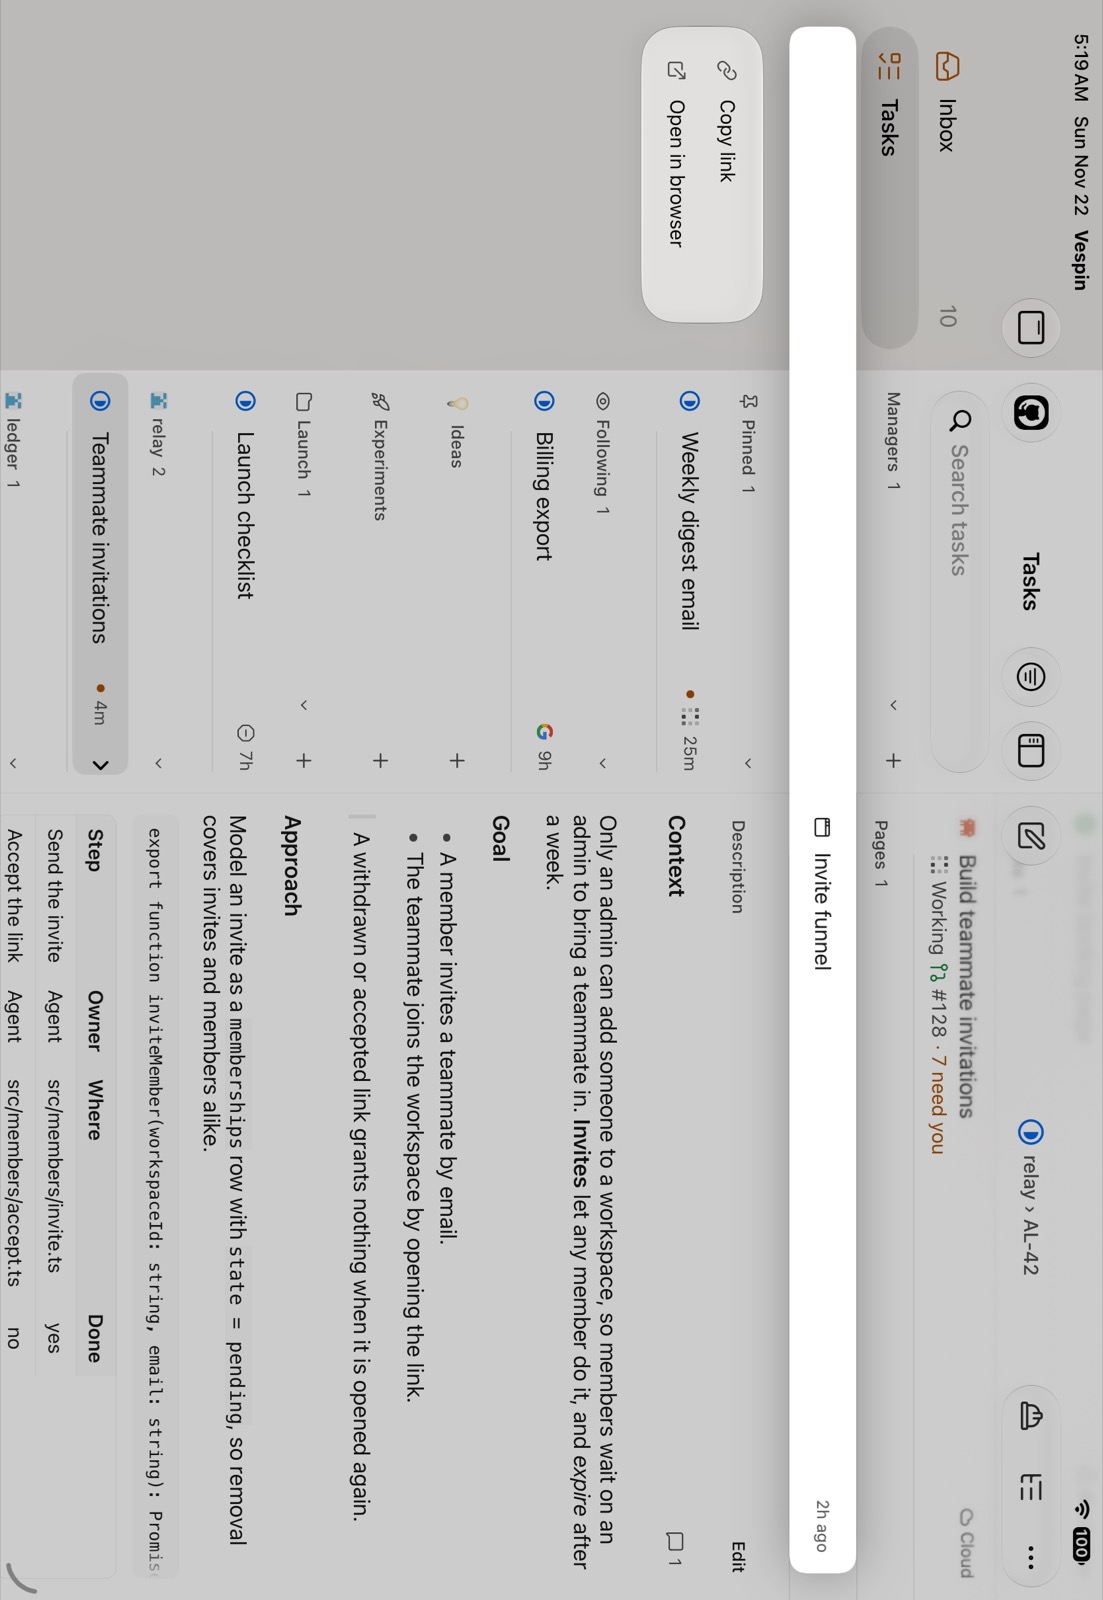 5:19 AM Sun Nov 22 Vespin
100
Inbox 10
Tasks
Copy link
Open in browser
Tasks
Search tasks
Managers 1
Pinned 1
Weekly digest email 25m
Following 1
Billing export 9h
Ideas
Experiments
Launch 1
Launch checklist 7h
relay 2
Teammate invitations 4m
ledger 1
Invite landing page
relay › AL-42
Build teammate invitations Cloud
Working #128 · 7 need you
Pages 1
Invite funnel 2h ago
Description Edit
Context 1
Only an admin can add someone to a workspace, so members wait on an
admin to bring a teammate in. Invites let any member do it, and expire after
a week.
Goal
• A member invites a teammate by email.
• The teammate joins the workspace by opening the link.
A withdrawn or accepted link grants nothing when it is opened again.
Approach
Model an invite as a memberships row with state = pending, so removal
covers invites and members alike.
export function inviteMember(workspaceId: string, email: string): Promis
Step Owner Where Done
Send the invite Agent src/members/invite.ts yes
Accept the link Agent src/members/accept.ts no